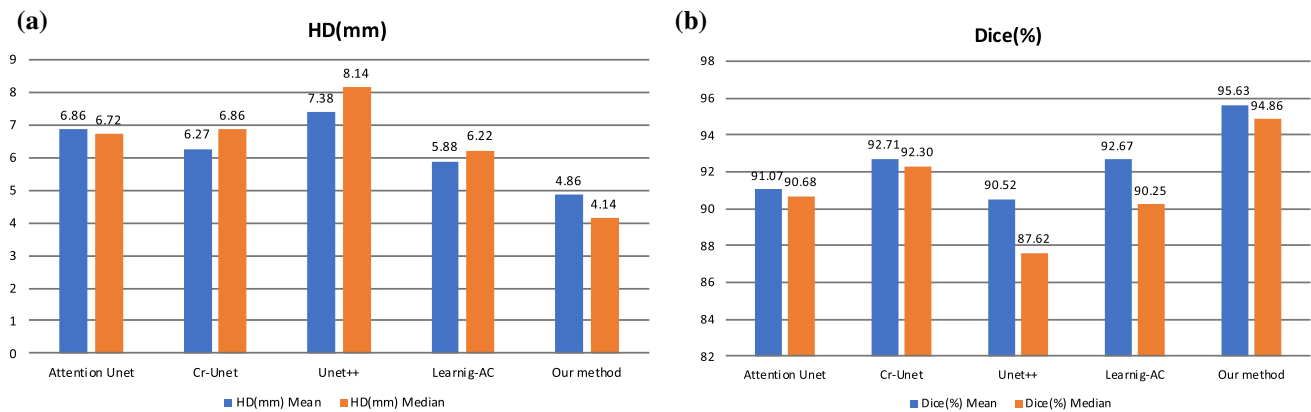 (a)
HD(mm)
9
8
7
6
5
4
3
2
1
0
6.86
6.72
6.27
6.86
7.38
8.14
5.88
6.22
4.86
4.14
Attention Unet
Cr-Unet
Unet++
Learnig-AC
Our method
HD(mm) Mean
HD(mm) Median
(b)
Dice(%)
98
96
94
92
90
88
86
84
82
91.07
90.68
92.71
92.30
90.52
87.62
92.67
90.25
95.63
94.86
Attention Unet
Cr-Unet
Unet++
Learnig-AC
Our method
Dice(%) Mean
Dice(%) Median